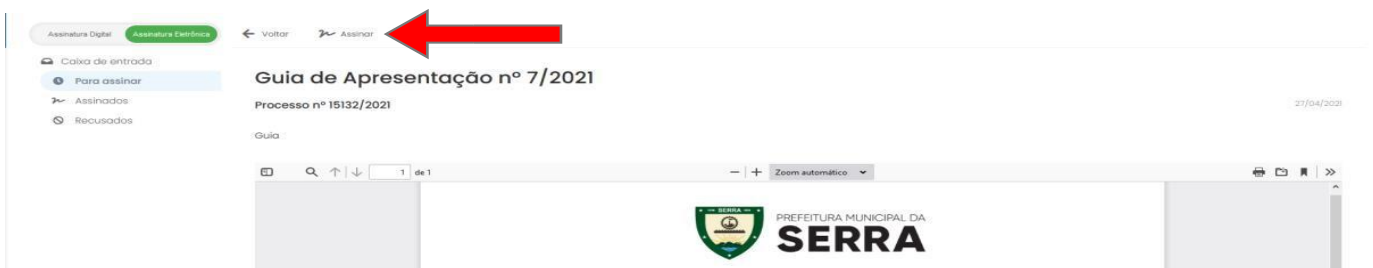 Assinatura Digital Assinatura Eletrônica
Voltar Assinar
Caixa de entrada
Para assinar
Assinados
Recusados
Guia de Apresentação nº 7/2021
Processo nº 15132/2021
27/04/2021
Guia
1 de 1
Zoom automático
SERRA
PREFEITURA MUNICIPAL DA
SERRA